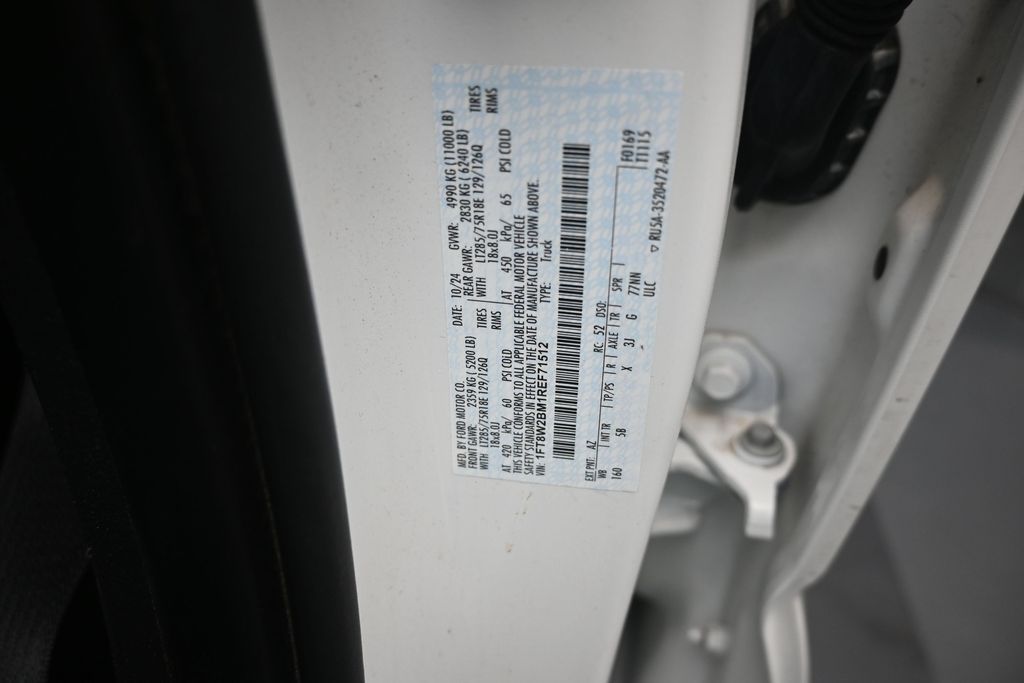 MFD. BY FORD MOTOR CO.
DATE: 10/24 GVWR: 4990 KG (11000 LB)
FRONT GAWR: 2359 KG (5200 LB) REAR GAWR: 2830 KG (6240 LB)
WITH LT285/75R18E 129/126Q TIRES WITH LT285/75R18E 129/126Q TIRES
18x8.0J RIMS 18x8.0J RIMS
AT 420 kPa/ 60 PSI COLD AT 450 kPa/ 65 PSI COLD
THIS VEHICLE CONFORMS TO ALL APPLICABLE FEDERAL MOTOR VEHICLE
SAFETY STANDARDS IN EFFECT ON THE DATE OF MANUFACTURE SHOWN ABOVE.
VIN: 1FT8W2BM1REF71512 TYPE: Truck
EXT PNT: AZ RC: 52 DSO: F0169
WB INT TR TP/PS R AXLE TR SPR T1115
160 5B X 3J G 77NN
ULC ▽ RU5A-3520472-AA